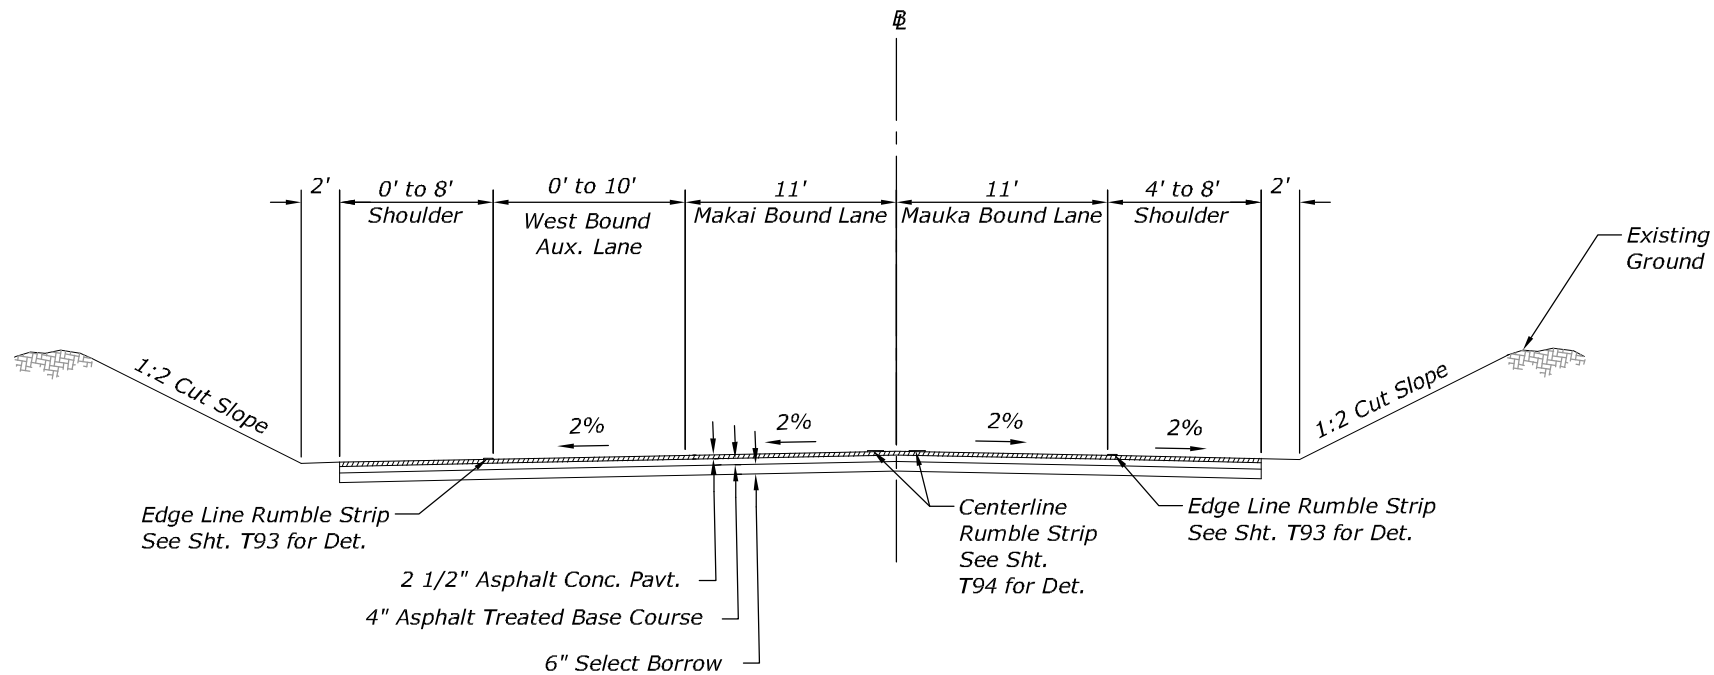 BL
2'
0' to 8'
Shoulder
0' to 10'
West Bound
Aux. Lane
11'
Makai Bound Lane
11'
Mauka Bound Lane
4' to 8'
Shoulder
2'
Existing
Ground
1:2 Cut Slope
2%
2%
2%
2%
1:2 Cut Slope
Edge Line Rumble Strip
See Sht. T93 for Det.
Centerline
Rumble Strip
See Sht.
T94 for Det.
Edge Line Rumble Strip
See Sht. T93 for Det.
2 1/2" Asphalt Conc. Pavt.
4" Asphalt Treated Base Course
6" Select Borrow